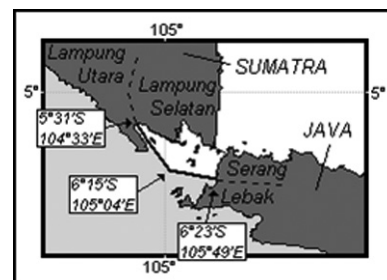 105°
Lampung
Utara
SUMATRA
Lampung
Selatan
5°
5°
5°31'S
104°33'E
JAVA
Serang
6°15'S
105°04'E
Lebak
6°23'S
105°49'E
105°